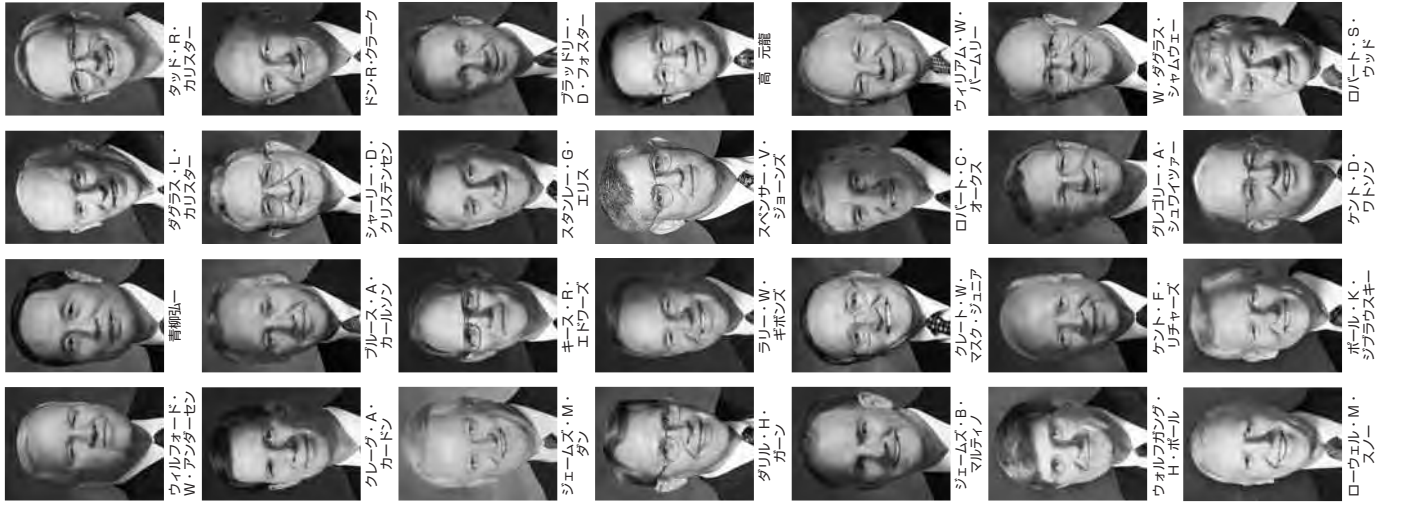 ウィルフォード・
W・アンダーセン
青柳弘一
ダグラス・L・
カリスター
タッド・R・
カリスター
クレーグ・A・
カードン
ブルース・A・
カールソン
シャーリー・D・
クリステンセン
ドン・R・クラーク
ジェームズ・M・
ダン
キース・R・
エドワーズ
スタンレー・G・
エリス
ブラッドリー・
D・フォスター
ダリル・H・
ガーン
ラリー・W・
ギボンズ
スペンサー・V・
ジョーンズ
高　元龍
ジェームズ・B・
マルティノ
クレート・W・
マスク・ジュニア
ロバート・C・
オークス
ウィリアム・W・
パームリー
ウォルフガング・
H・ポール
ケント・F・
リチャーズ
グレゴリー・A・
シュワイツァー
W・ダグラス・
シャムウェー
ローウェル・M・
スノー
ポール・K・
ジブラウスキー
ケント・D・
ワトソン
ロバート・S・
ウッド